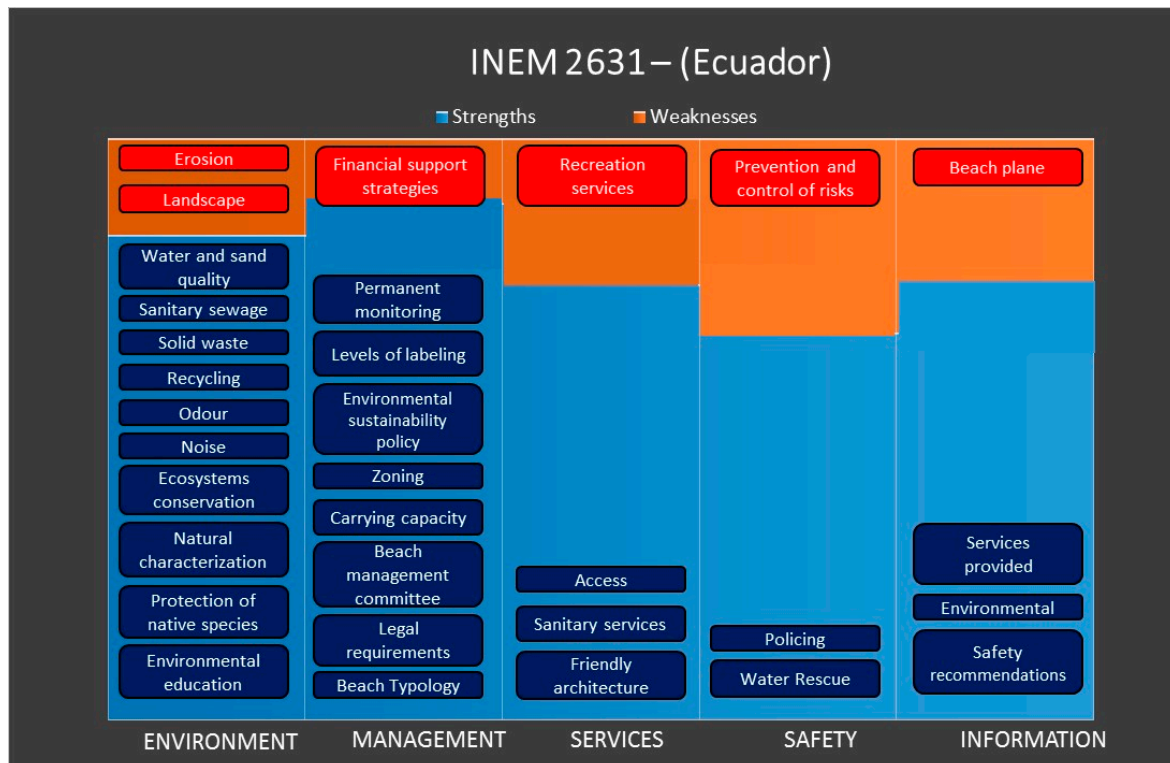 INEM 2631 – (Ecuador)
Strengths
Weaknesses
Erosion
Landscape
Water and sand
quality
Sanitary sewage
Solid waste
Recycling
Odour
Noise
Ecosystems
conservation
Natural
characterization
Protection of
native species
Environmental
education
ENVIRONMENT
Financial support
strategies
Permanent
monitoring
Levels of labeling
Environmental
sustainability
policy
Zoning
Carrying capacity
Beach
management
committee
Legal
requirements
Beach Typology
MANAGEMENT
Recreation
services
Access
Sanitary services
Friendly
architecture
SERVICES
Prevention and
control of risks
Policing
Water Rescue
SAFETY
Beach plane
Services
provided
Environmental
Safety
recommendations
INFORMATION